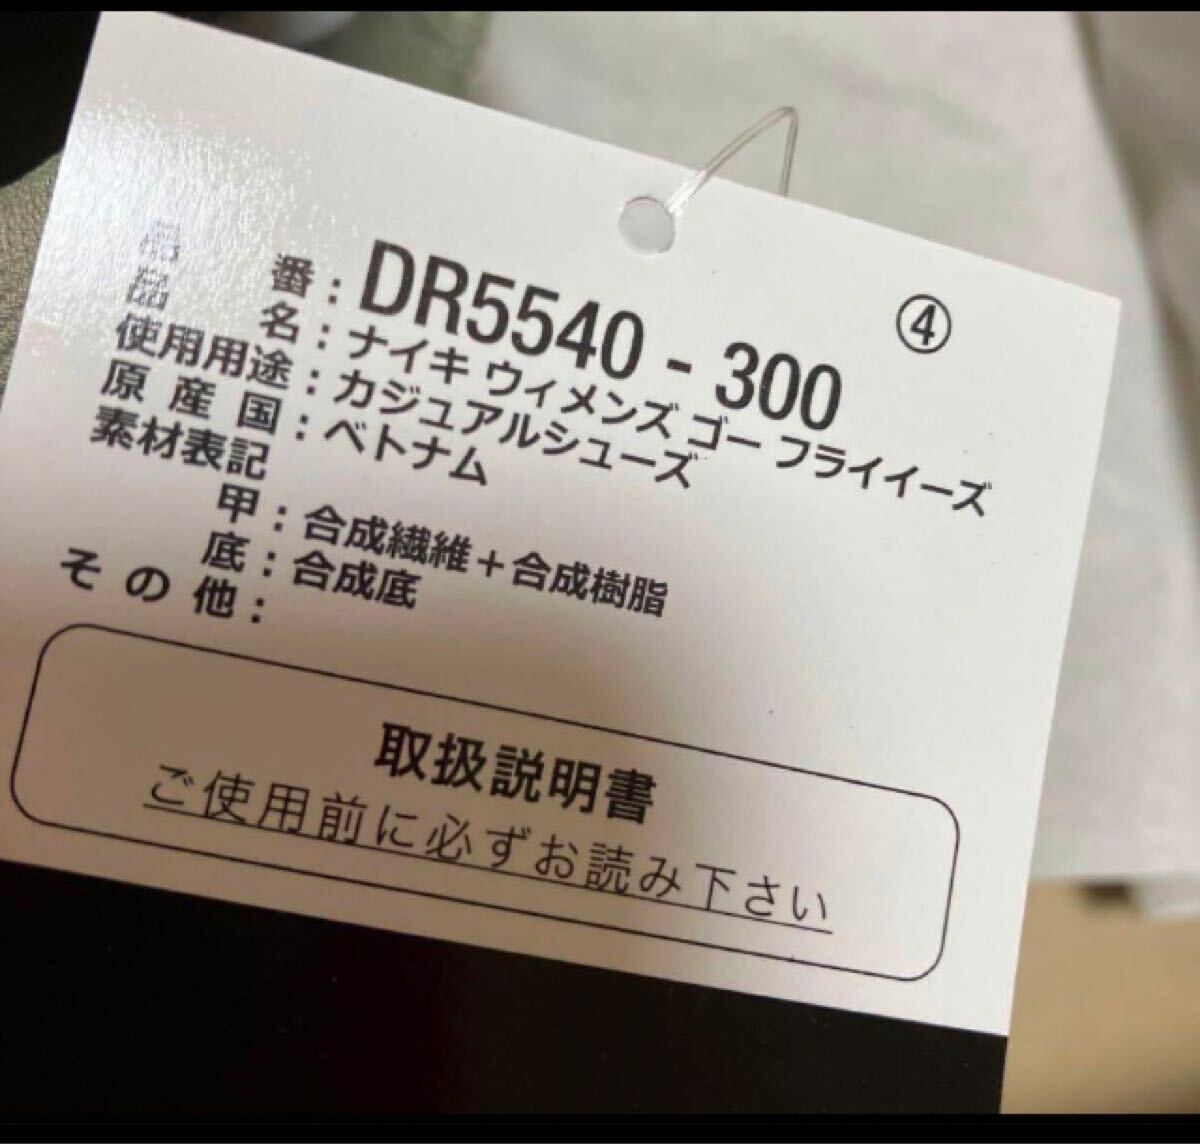 ④
品番：DR5540 - 300
品名：ナイキ ウィメンズ ゴー フライイーズ
使用用途：カジュアルシューズ
原産国：ベトナム
素材表記
甲：合成繊維＋合成樹脂
底：合成底
その他：
取扱説明書
ご使用前に必ずお読み下さい